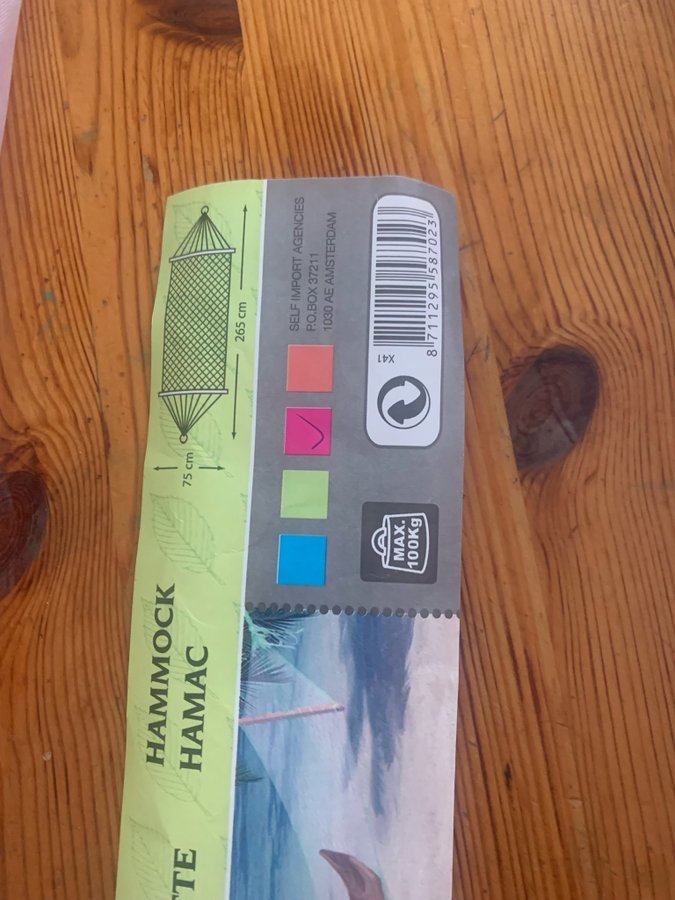 265 cm
75 cm
HAMMOCK
HAMAC
TTE
SELF IMPORT AGENCIES
P.O.BOX 37211
1030 AE AMSTERDAM
X41
8 711295 587023
MAX.
100Kg